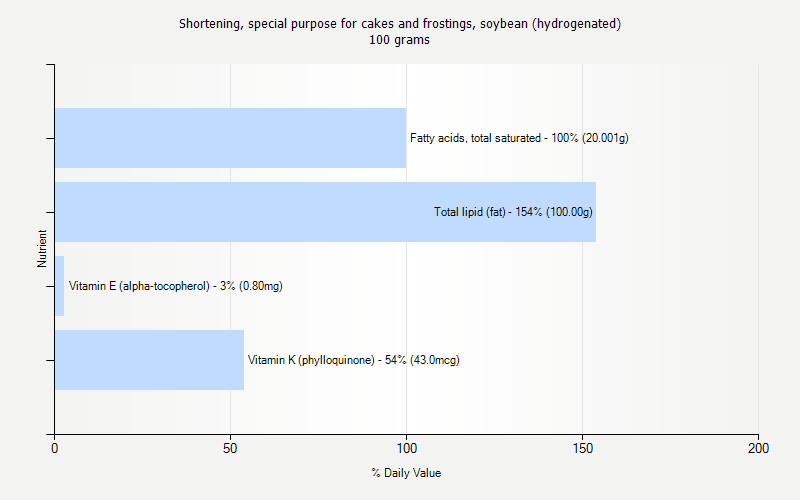 Shortening, special purpose for cakes and frostings, soybean (hydrogenated)
100 grams
Fatty acids, total saturated - 100% (20.001g)
Total lipid (fat) - 154% (100.00g)
Nutrient
Vitamin E (alpha-tocopherol) - 3% (0.80mg)
Vitamin K (phylloquinone) - 54% (43.0mcg)
0 50 100 150 200
% Daily Value